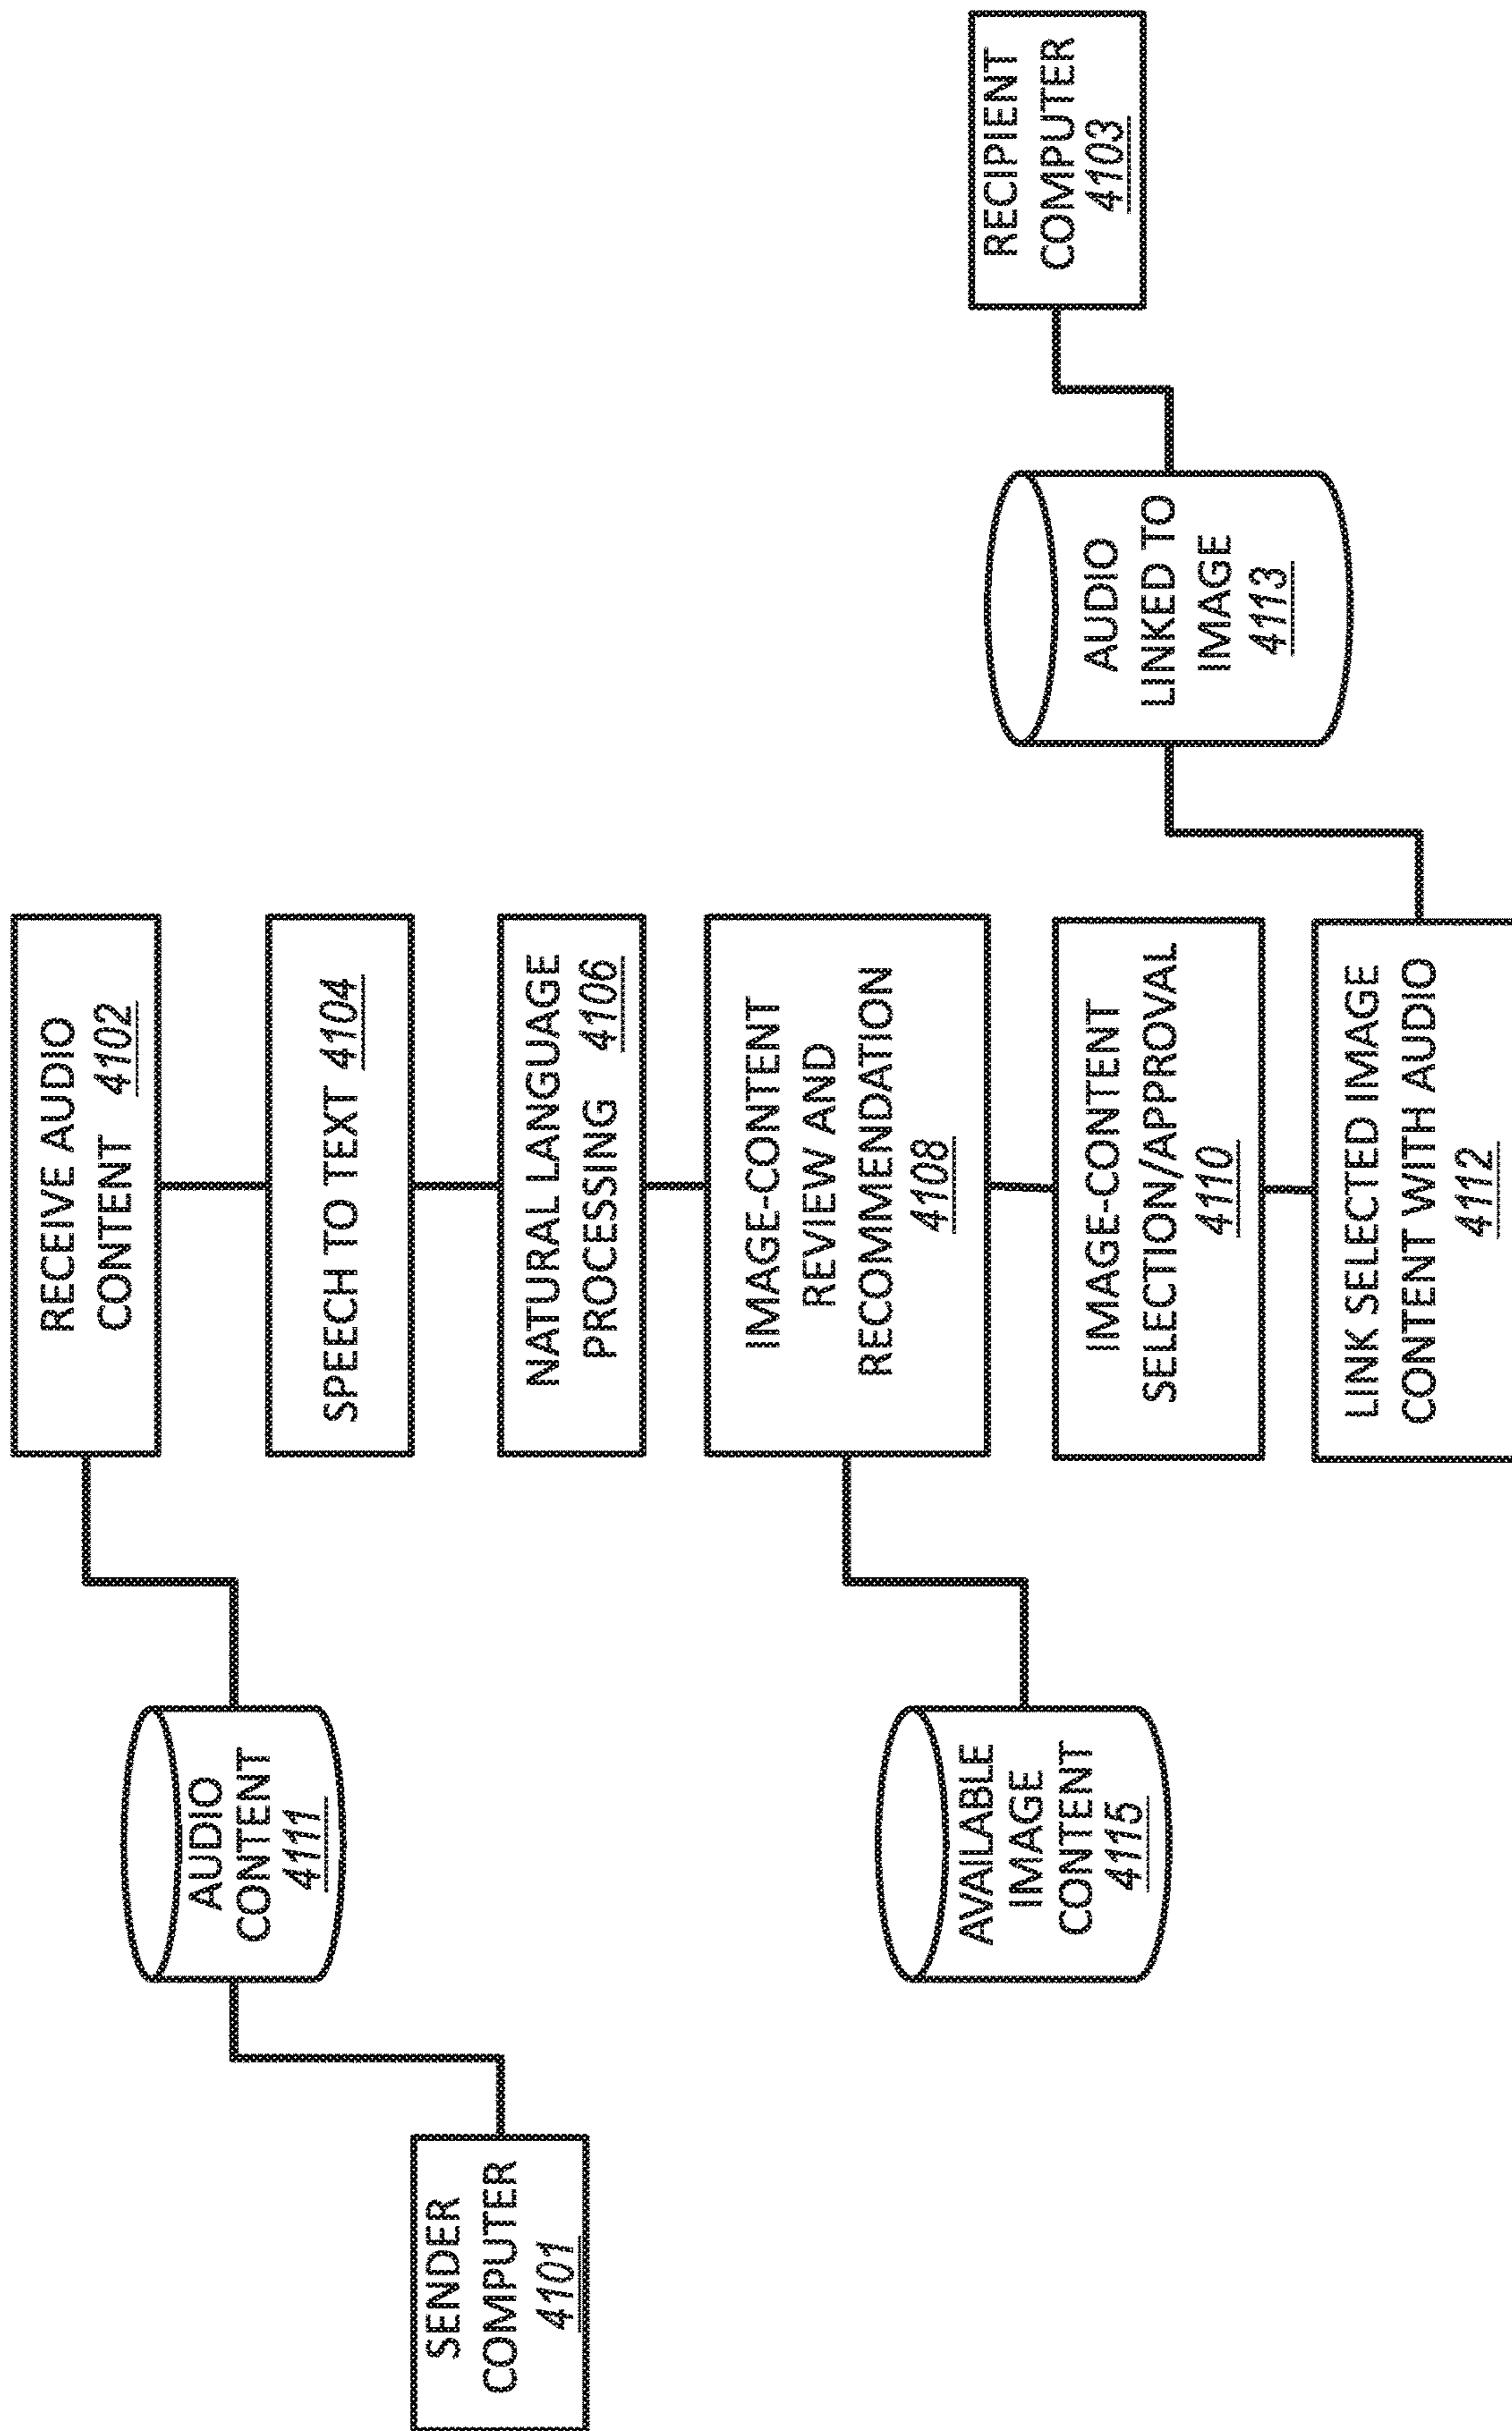 SENDER
COMPUTER
4101
AUDIO
CONTENT
4111
AVAILABLE
IMAGE
CONTENT
4115
RECEIVE AUDIO
CONTENT 4102
SPEECH TO TEXT 4104
NATURAL LANGUAGE
PROCESSING 4106
IMAGE-CONTENT
REVIEW AND
RECOMMENDATION
4108
IMAGE-CONTENT
SELECTION/APPROVAL
4110
LINK SELECTED IMAGE
CONTENT WITH AUDIO
4112
AUDIO
LINKED TO
IMAGE
4113
RECIPIENT
COMPUTER
4103